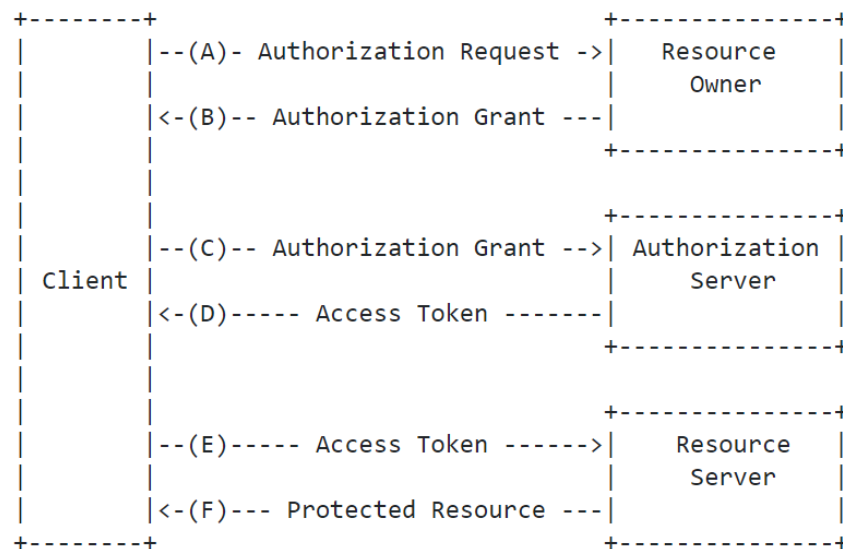 +--------+                               +---------------+
|        |--(A)- Authorization Request ->|   Resource    |
|        |                               |     Owner     |
|        |<-(B)-- Authorization Grant ---|               |
|        |                               +---------------+
|        |
|        |                               +---------------+
|        |--(C)-- Authorization Grant -->| Authorization |
| Client |                               |     Server    |
|        |<-(D)----- Access Token -------|               |
|        |                               +---------------+
|        |
|        |                               +---------------+
|        |--(E)----- Access Token ------>|    Resource   |
|        |                               |     Server    |
|        |<-(F)--- Protected Resource ---|               |
+--------+                               +---------------+